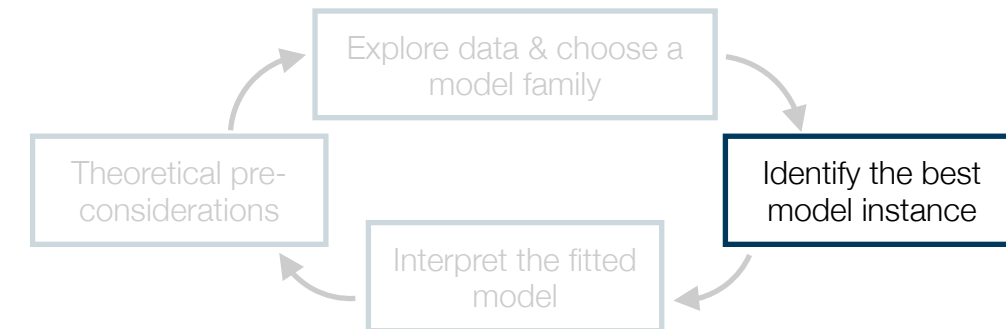 Explore data & choose a
model family
Theoretical pre-
considerations
Identify the best
model instance
Interpret the fitted
model